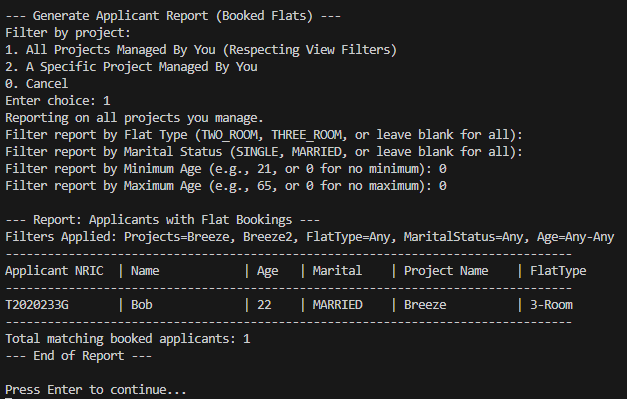 --- Generate Applicant Report (Booked Flats) ---
Filter by project:
1. All Projects Managed By You (Respecting View Filters)
2. A Specific Project Managed By You
0. Cancel
Enter choice: 1
Reporting on all projects you manage.
Filter report by Flat Type (TWO_ROOM, THREE_ROOM, or leave blank for all):
Filter report by Marital Status (SINGLE, MARRIED, or leave blank for all):
Filter report by Minimum Age (e.g., 21, or 0 for no minimum): 0
Filter report by Maximum Age (e.g., 65, or 0 for no maximum): 0
--- Report: Applicants with Flat Bookings ---
Filters Applied: Projects=Breeze, Breeze2, FlatType=Any, MaritalStatus=Any, Age=Any-Any
---------------------------------------------------------------------------------
Applicant NRIC  | Name            | Age   | Marital    | Project Name    | FlatType
---------------------------------------------------------------------------------
T2020233G       | Bob             | 22    | MARRIED    | Breeze          | 3-Room
---------------------------------------------------------------------------------
Total matching booked applicants: 1
--- End of Report ---
Press Enter to continue...